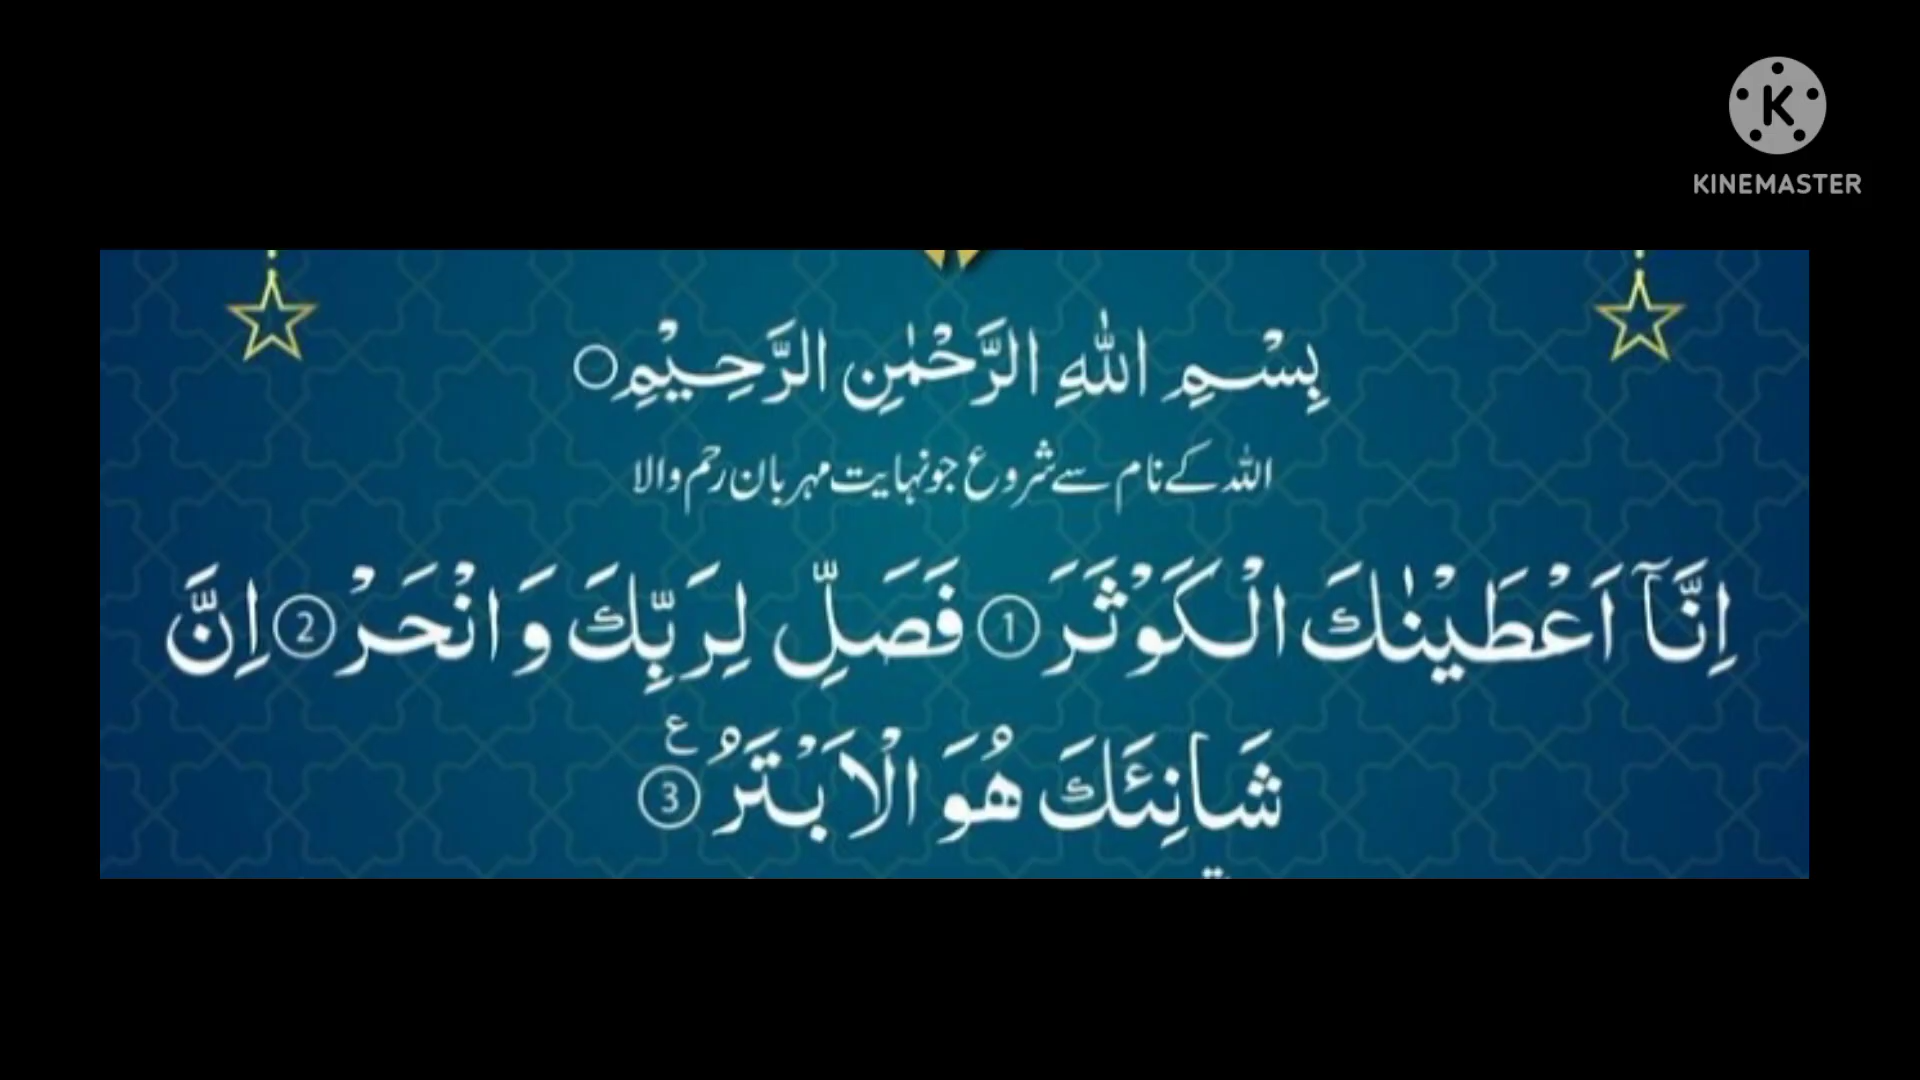 KINEMASTER
بِسْمِ اللّٰهِ الرَّحْمٰنِ الرَّحِيْمِ○
اللہ کے نام سے شروع جو نہایت مہربان رحم والا
اِنَّاۤ اَعْطَیْنٰكَ الْكَوْثَرَ ① فَصَلِّ لِرَبِّكَ وَ انْحَرْ ② اِنَّ
شَانِئَكَ هُوَ الْاَبْتَرُ ③ ع